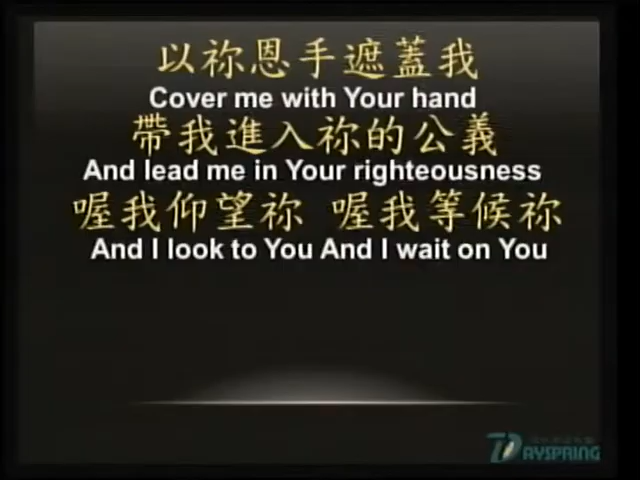 以祢恩手遮蓋我
Cover me with Your hand
帶我進入祢的公義
And lead me in Your righteousness
喔我仰望祢 喔我等候祢
And I look to You And I wait on You
DAYSPRING